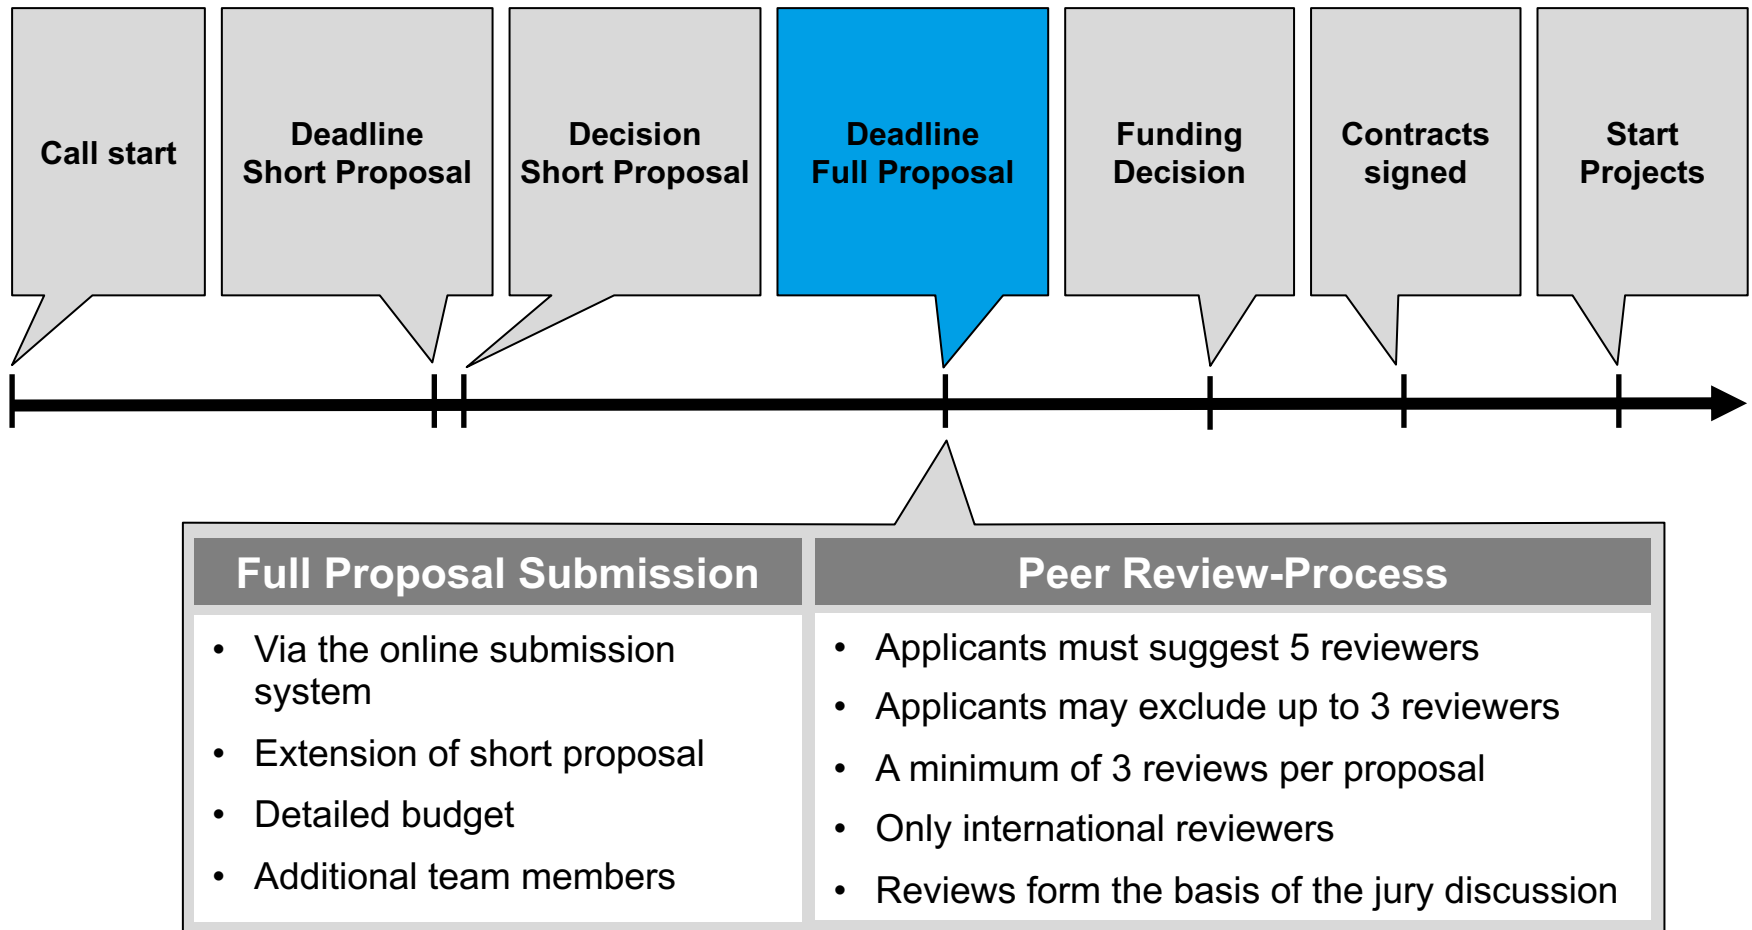 Call start
Deadline
Short Proposal
Decision
Short Proposal
Deadline
Full Proposal
Funding
Decision
Contracts
signed
Start
Projects
Full Proposal Submission
• Via the online submission
system
• Extension of short proposal
• Detailed budget
• Additional team members
Peer Review-Process
• Applicants must suggest 5 reviewers
• Applicants may exclude up to 3 reviewers
• A minimum of 3 reviews per proposal
• Only international reviewers
• Reviews form the basis of the jury discussion